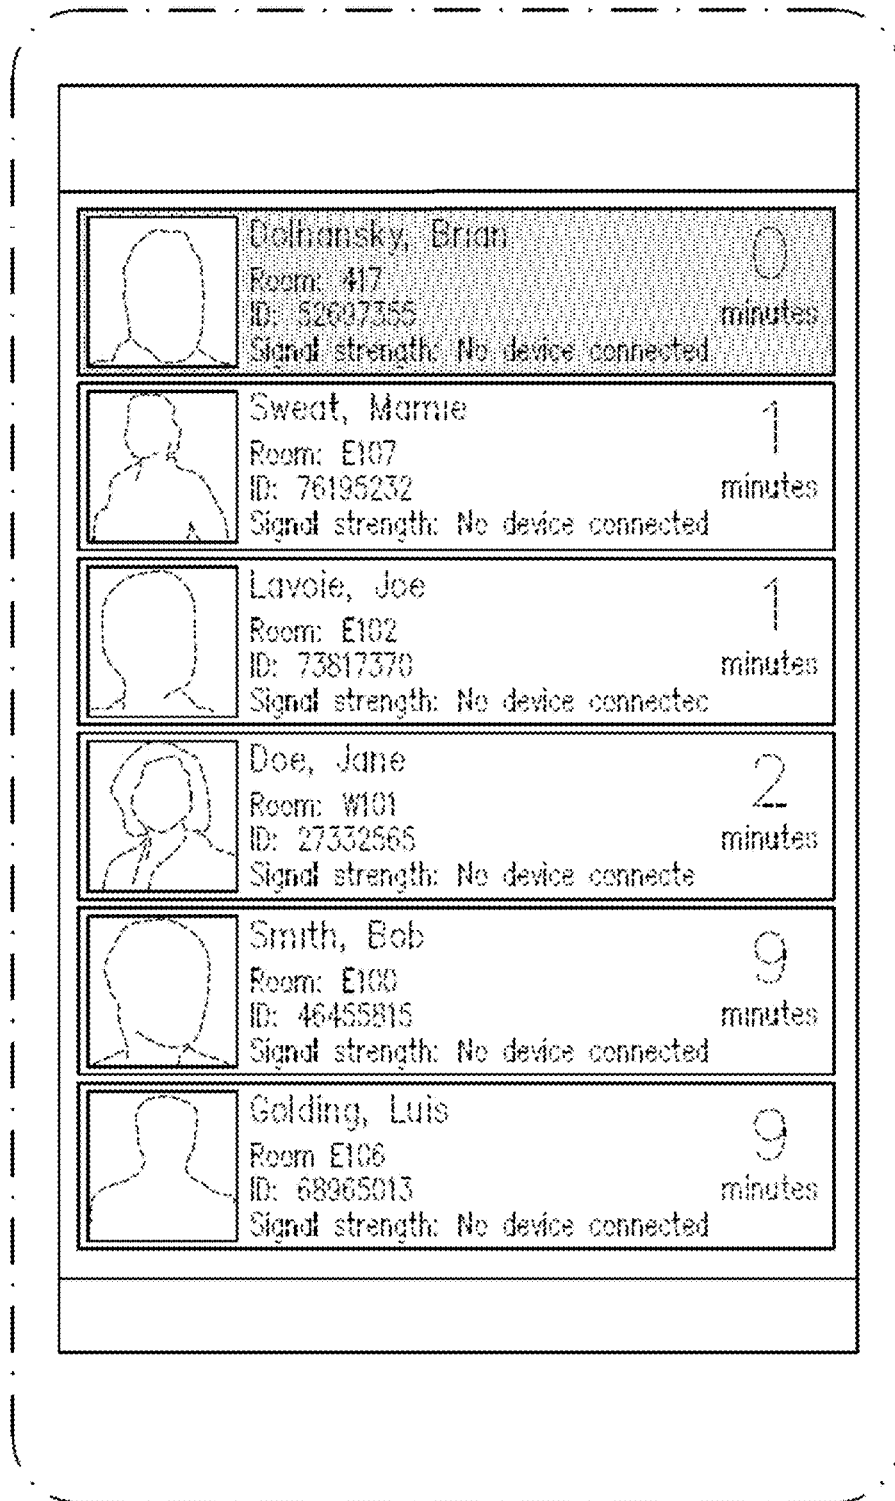 Dolhansky, Brian
0
Room: 417
ID: 52697355
minutes
Signal strength: No device connected
Sweat, Marnie
1
Room: E107
ID: 76195232
minutes
Signal strength: No device connected
Lavoie, Joe
1
Room: E102
ID: 73817370
minutes
Signal strength: No device connectec
Doe, Jane
2
Room: W101
ID: 27332565
minutes
Signal strength: No device connecte
Smith, Bob
9
Room: E100
ID: 46455815
minutes
Signal strength: No device connected
Golding, Luis
9
Room E106
ID: 68965013
minutes
Signal strength: No device connected